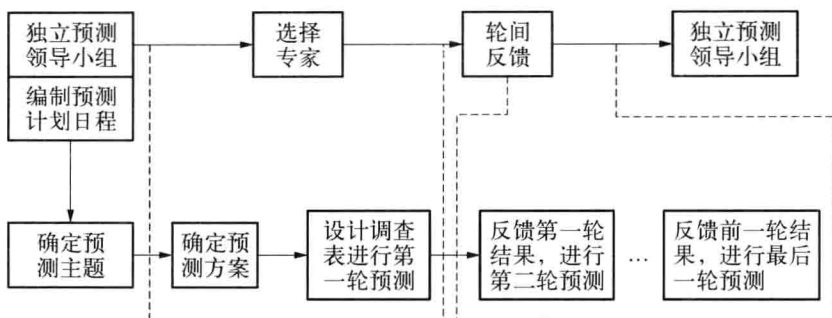 独立预测
领导小组
编制预测
计划日程
选择
专家
轮间
反馈
独立预测
领导小组
确定预
测主题
确定预
测方案
设计调查
表进行第
一轮预测
反馈第一轮
结果，进行
第二轮预测
…
反馈前一轮结
果，进行最后
一轮预测